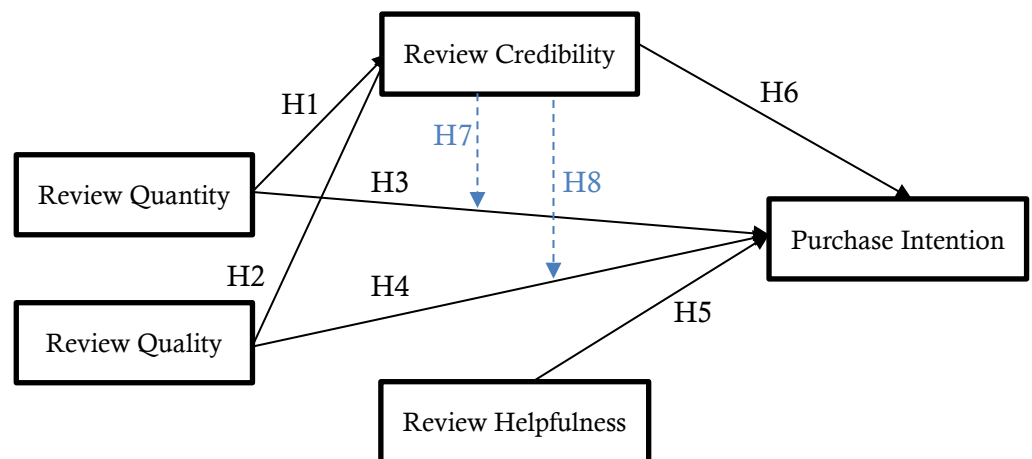 Review Credibility
H1
H6
H7
Review Quantity
H3
H8
Purchase Intention
H2
H4
H5
Review Quality
Review Helpfulness